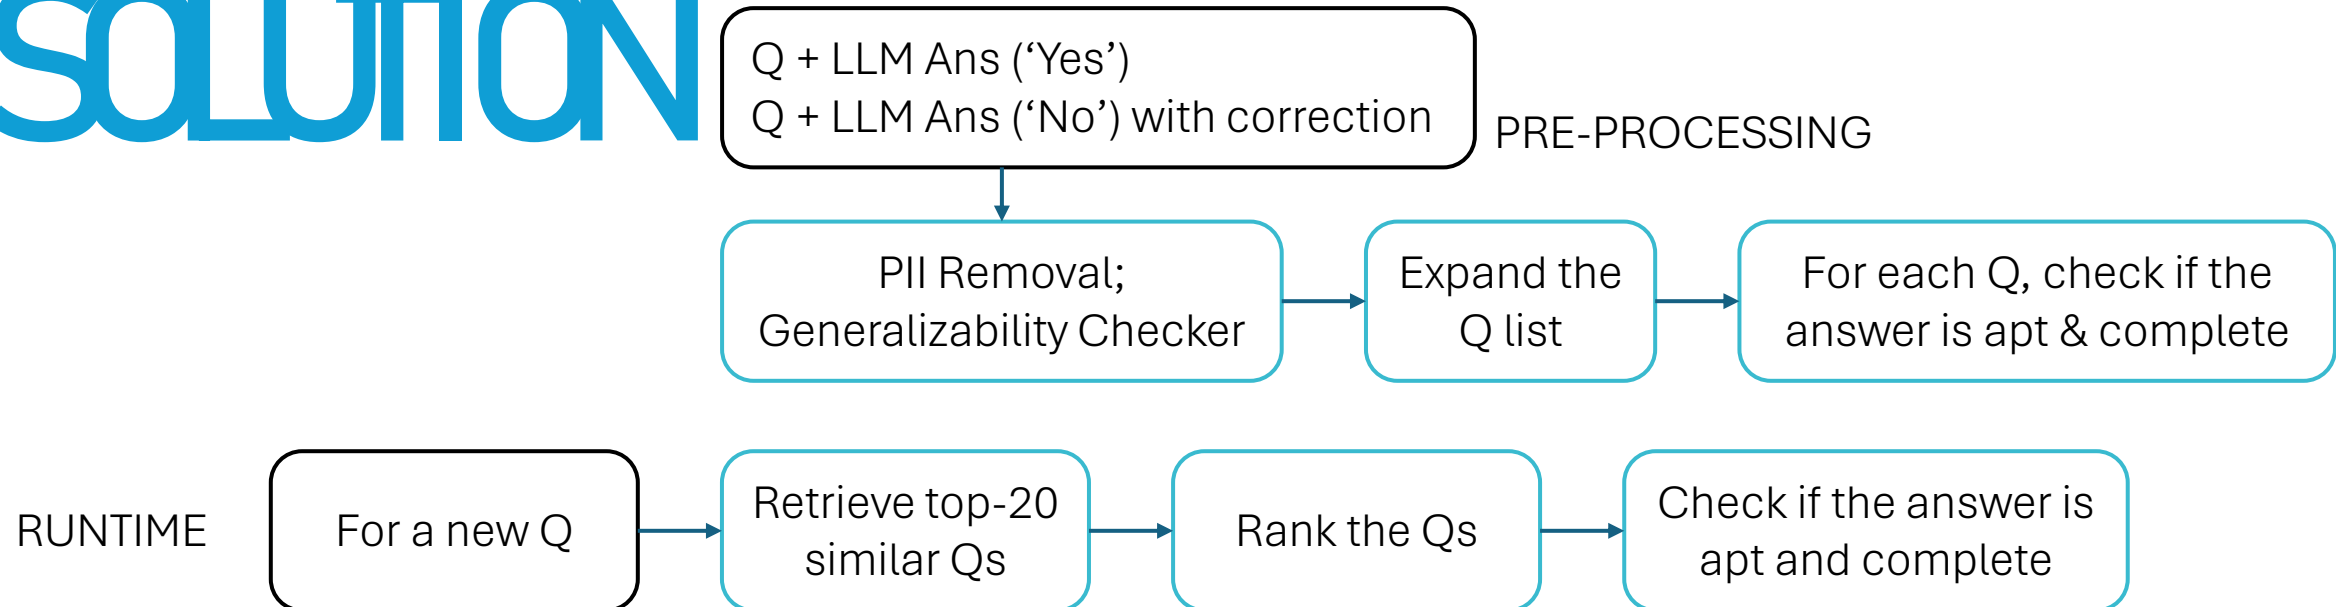 SOLUTION
Q + LLM Ans (‘Yes’)
Q + LLM Ans (‘No’) with correction
PRE-PROCESSING
PII Removal;
Generalizability Checker
Expand the
Q list
For each Q, check if the
answer is apt & complete
RUNTIME
For a new Q
Retrieve top-20
similar Qs
Rank the Qs
Check if the answer is
apt and complete